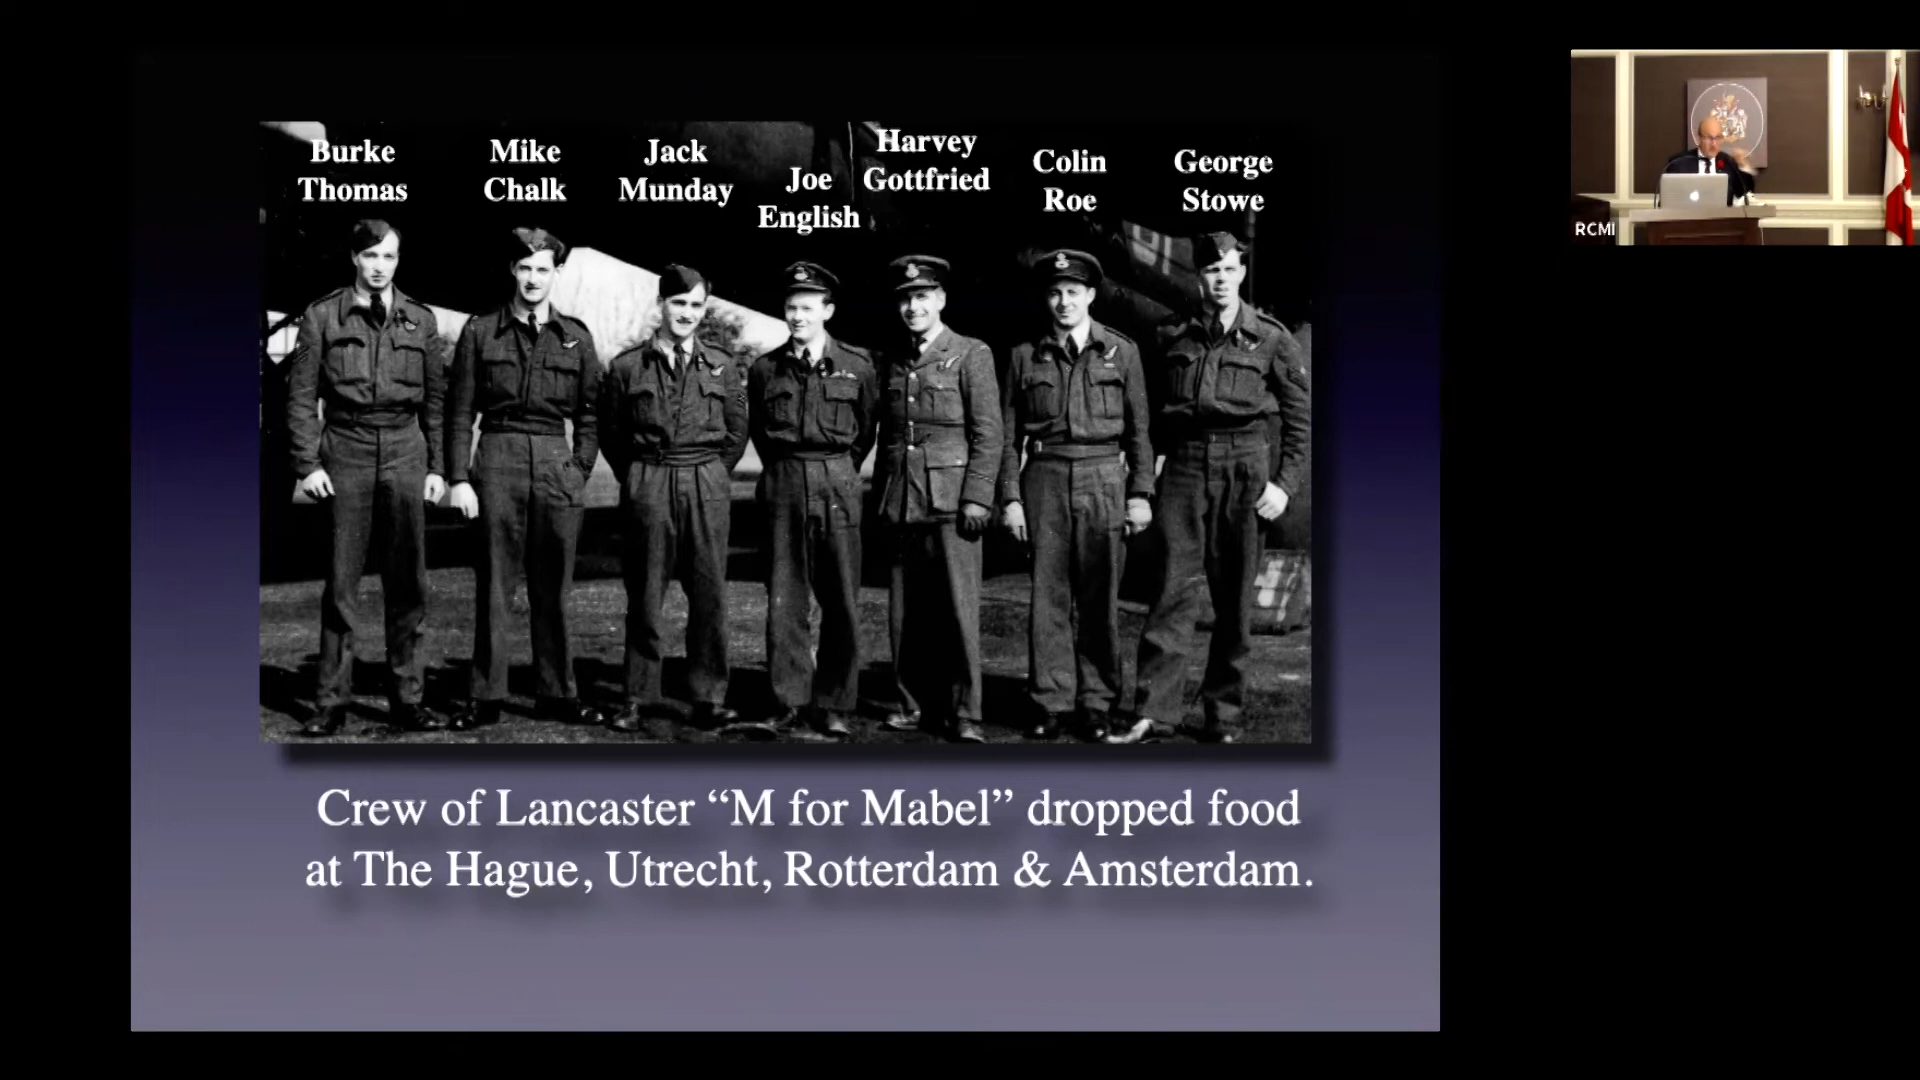 Burke
Thomas
Mike
Chalk
Jack
Munday
Joe
English
Harvey
Gottfried
Colin
Roe
George
Stowe
Crew of Lancaster “M for Mabel” dropped food
at The Hague, Utrecht, Rotterdam & Amsterdam.
RCMI